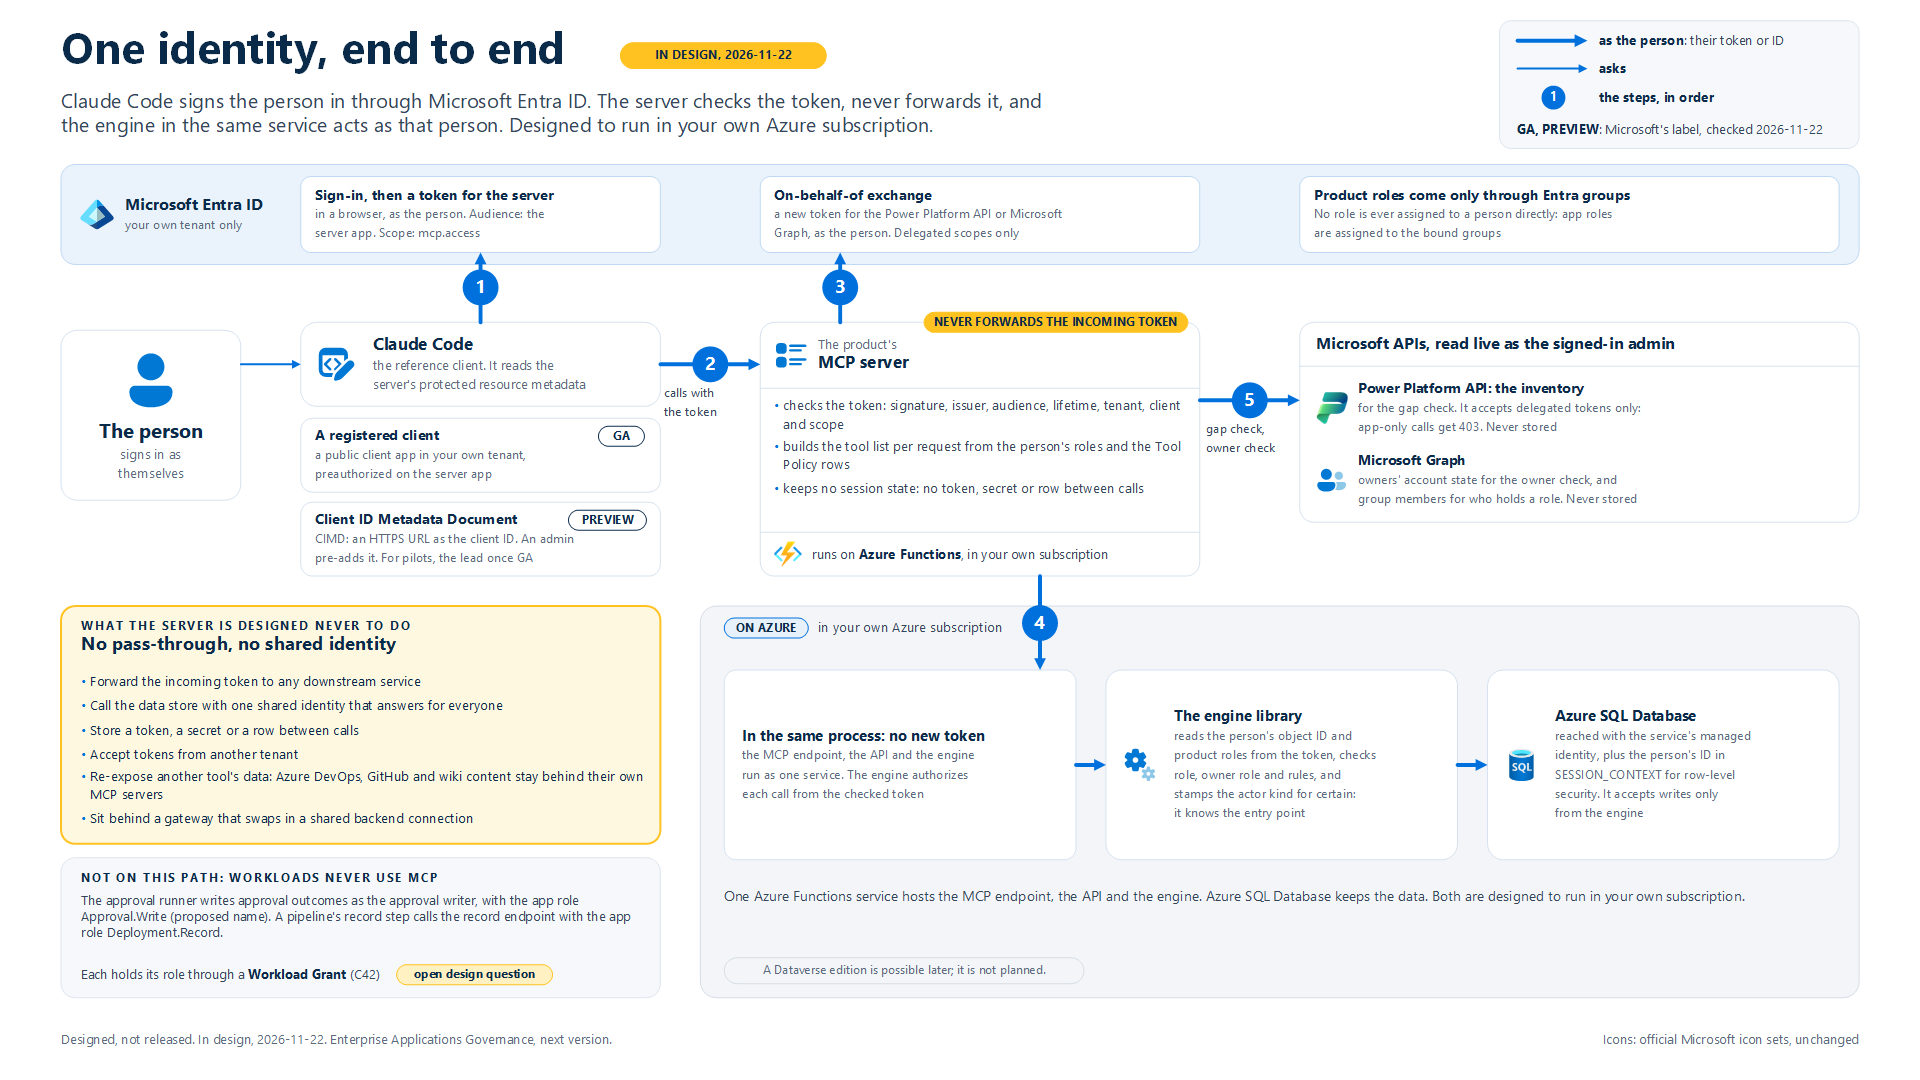 One identity, end to end
IN DESIGN, 2026-11-22
Claude Code signs the person in through Microsoft Entra ID. The server checks the token, never forwards it, and
the engine in the same service acts as that person. Designed to run in your own Azure subscription.
as the person: their token or ID
asks
1
the steps, in order
GA, PREVIEW: Microsoft's label, checked 2026-11-22
Microsoft Entra ID
your own tenant only
Sign-in, then a token for the server
in a browser, as the person. Audience: the
server app. Scope: mcp.access
On-behalf-of exchange
a new token for the Power Platform API or Microsoft
Graph, as the person. Delegated scopes only
Product roles come only through Entra groups
No role is ever assigned to a person directly: app roles
are assigned to the bound groups
1
3
The person
signs in as
themselves
Claude Code
the reference client. It reads the
server's protected resource metadata
A registered client
GA
a public client app in your own tenant,
preauthorized on the server app
Client ID Metadata Document
PREVIEW
CIMD: an HTTPS URL as the client ID. An admin
pre-adds it. For pilots, the lead once GA
2
calls with
the token
NEVER FORWARDS THE INCOMING TOKEN
The product's
MCP server
• checks the token: signature, issuer, audience, lifetime, tenant, client
and scope
• builds the tool list per request from the person's roles and the Tool
Policy rows
• keeps no session state: no token, secret or row between calls
runs on Azure Functions, in your own subscription
5
gap check,
owner check
Microsoft APIs, read live as the signed-in admin
Power Platform API: the inventory
for the gap check. It accepts delegated tokens only:
app-only calls get 403. Never stored
Microsoft Graph
owners' account state for the owner check, and
group members for who holds a role. Never stored
WHAT THE SERVER IS DESIGNED NEVER TO DO
No pass-through, no shared identity
• Forward the incoming token to any downstream service
• Call the data store with one shared identity that answers for everyone
• Store a token, a secret or a row between calls
• Accept tokens from another tenant
• Re-expose another tool's data: Azure DevOps, GitHub and wiki content stay behind their own
MCP servers
• Sit behind a gateway that swaps in a shared backend connection
NOT ON THIS PATH: WORKLOADS NEVER USE MCP
The approval runner writes approval outcomes as the approval writer, with the app role
Approval.Write (proposed name). A pipeline's record step calls the record endpoint with the app
role Deployment.Record.
Each holds its role through a Workload Grant (C42)
open design question
ON AZURE
in your own Azure subscription
4
In the same process: no new token
the MCP endpoint, the API and the engine
run as one service. The engine authorizes
each call from the checked token
The engine library
reads the person's object ID and
product roles from the token, checks
role, owner role and rules, and
stamps the actor kind for certain:
it knows the entry point
SQL
Azure SQL Database
reached with the service's managed
identity, plus the person's ID in
SESSION_CONTEXT for row-level
security. It accepts writes only
from the engine
One Azure Functions service hosts the MCP endpoint, the API and the engine. Azure SQL Database keeps the data. Both are designed to run in your own subscription.
A Dataverse edition is possible later; it is not planned.
Designed, not released. In design, 2026-11-22. Enterprise Applications Governance, next version.
Icons: official Microsoft icon sets, unchanged